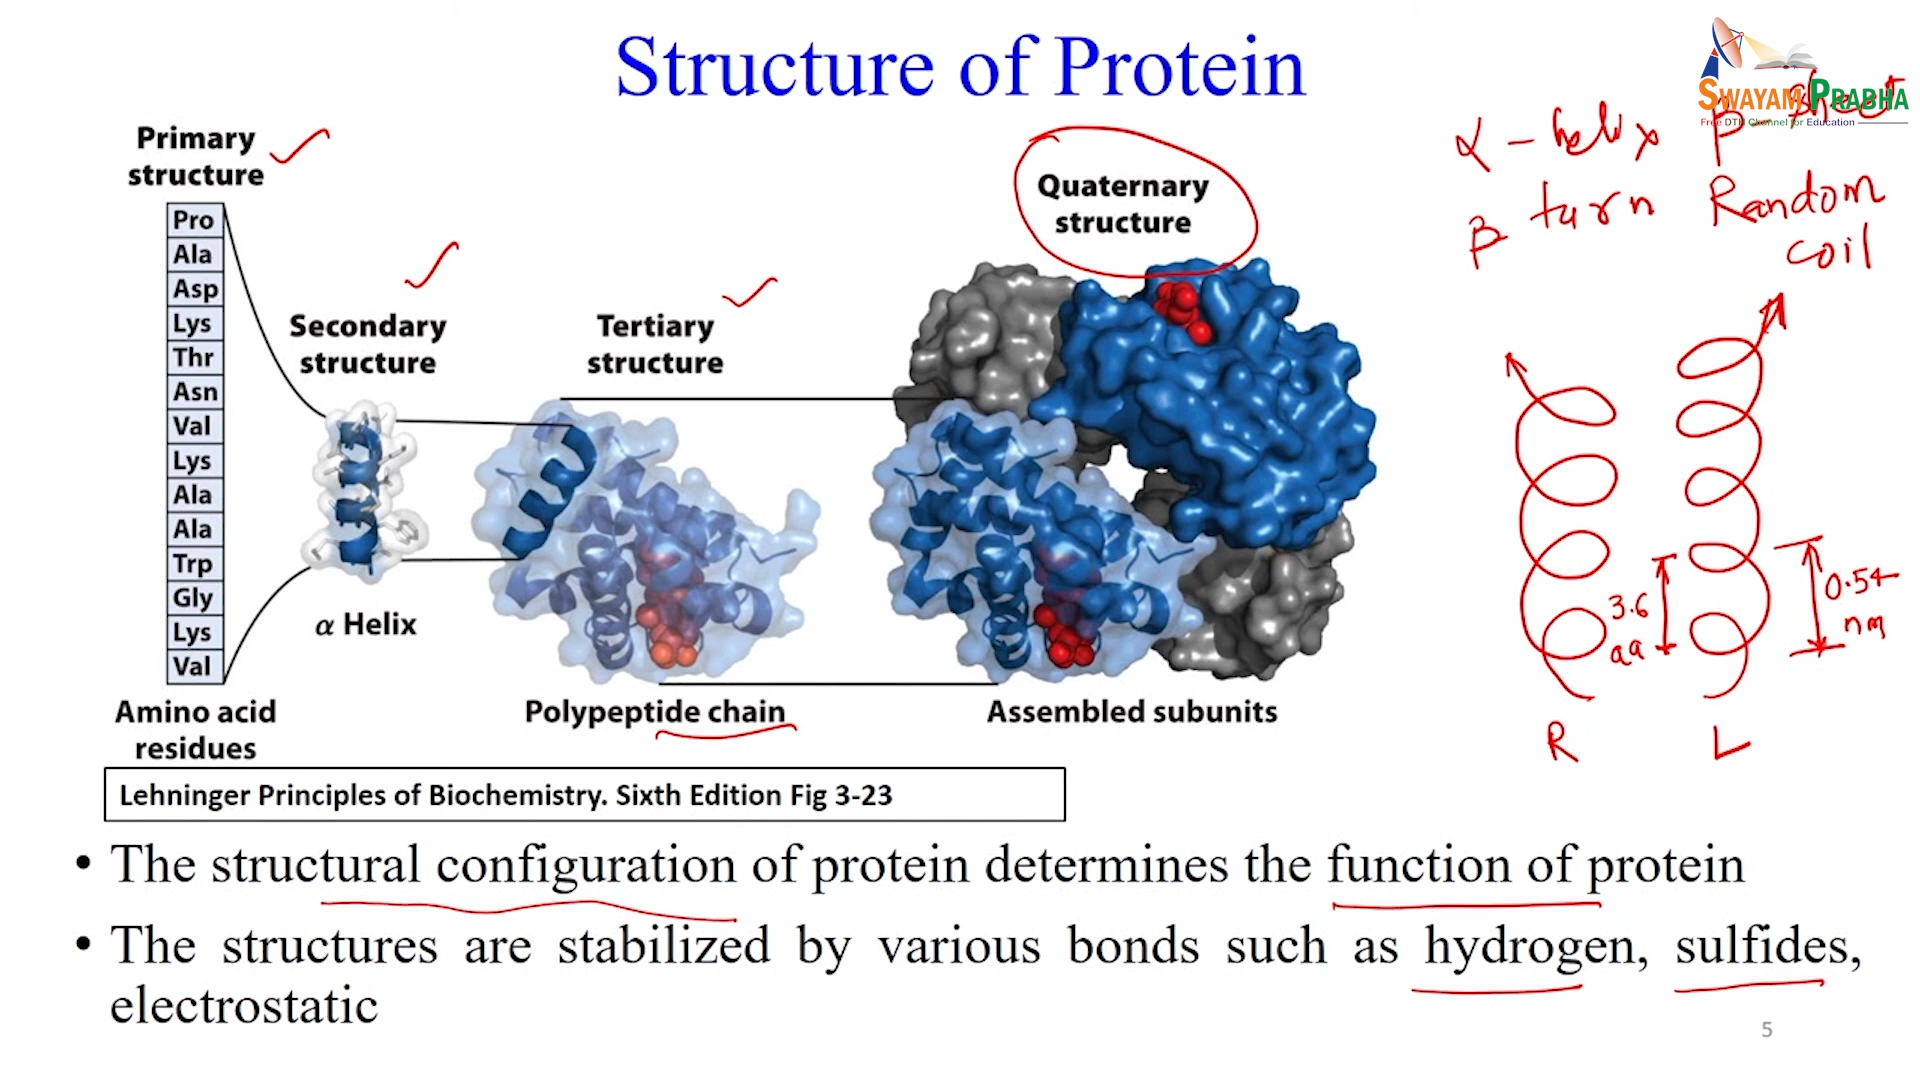 Structure of Protein
SWAYAM PRABHA
Free DTH Channel for Education
α - helix β sheet
β turn Random
coil
Primary
structure
Pro
Ala
Asp
Lys
Thr
Asn
Val
Lys
Ala
Ala
Trp
Gly
Lys
Val
Amino acid
residues
Secondary
structure
α Helix
Tertiary
structure
Polypeptide chain
Quaternary
structure
Assembled subunits
3.6
aa
0.54
nm
R
L
Lehninger Principles of Biochemistry. Sixth Edition Fig 3-23
• The structural configuration of protein determines the function of protein
• The structures are stabilized by various bonds such as hydrogen, sulfides,
electrostatic
5